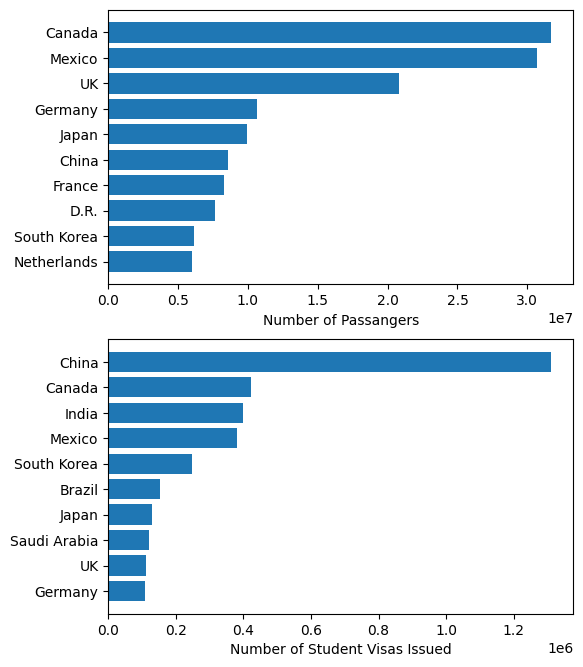 Canada
Mexico
UK
Germany
Japan
China
France
D.R.
South Korea
Netherlands
0.0 0.5 1.0 1.5 2.0 2.5 3.0
1e7
Number of Passangers
China
Canada
India
Mexico
South Korea
Brazil
Japan
Saudi Arabia
UK
Germany
0.0 0.2 0.4 0.6 0.8 1.0 1.2
1e6
Number of Student Visas Issued